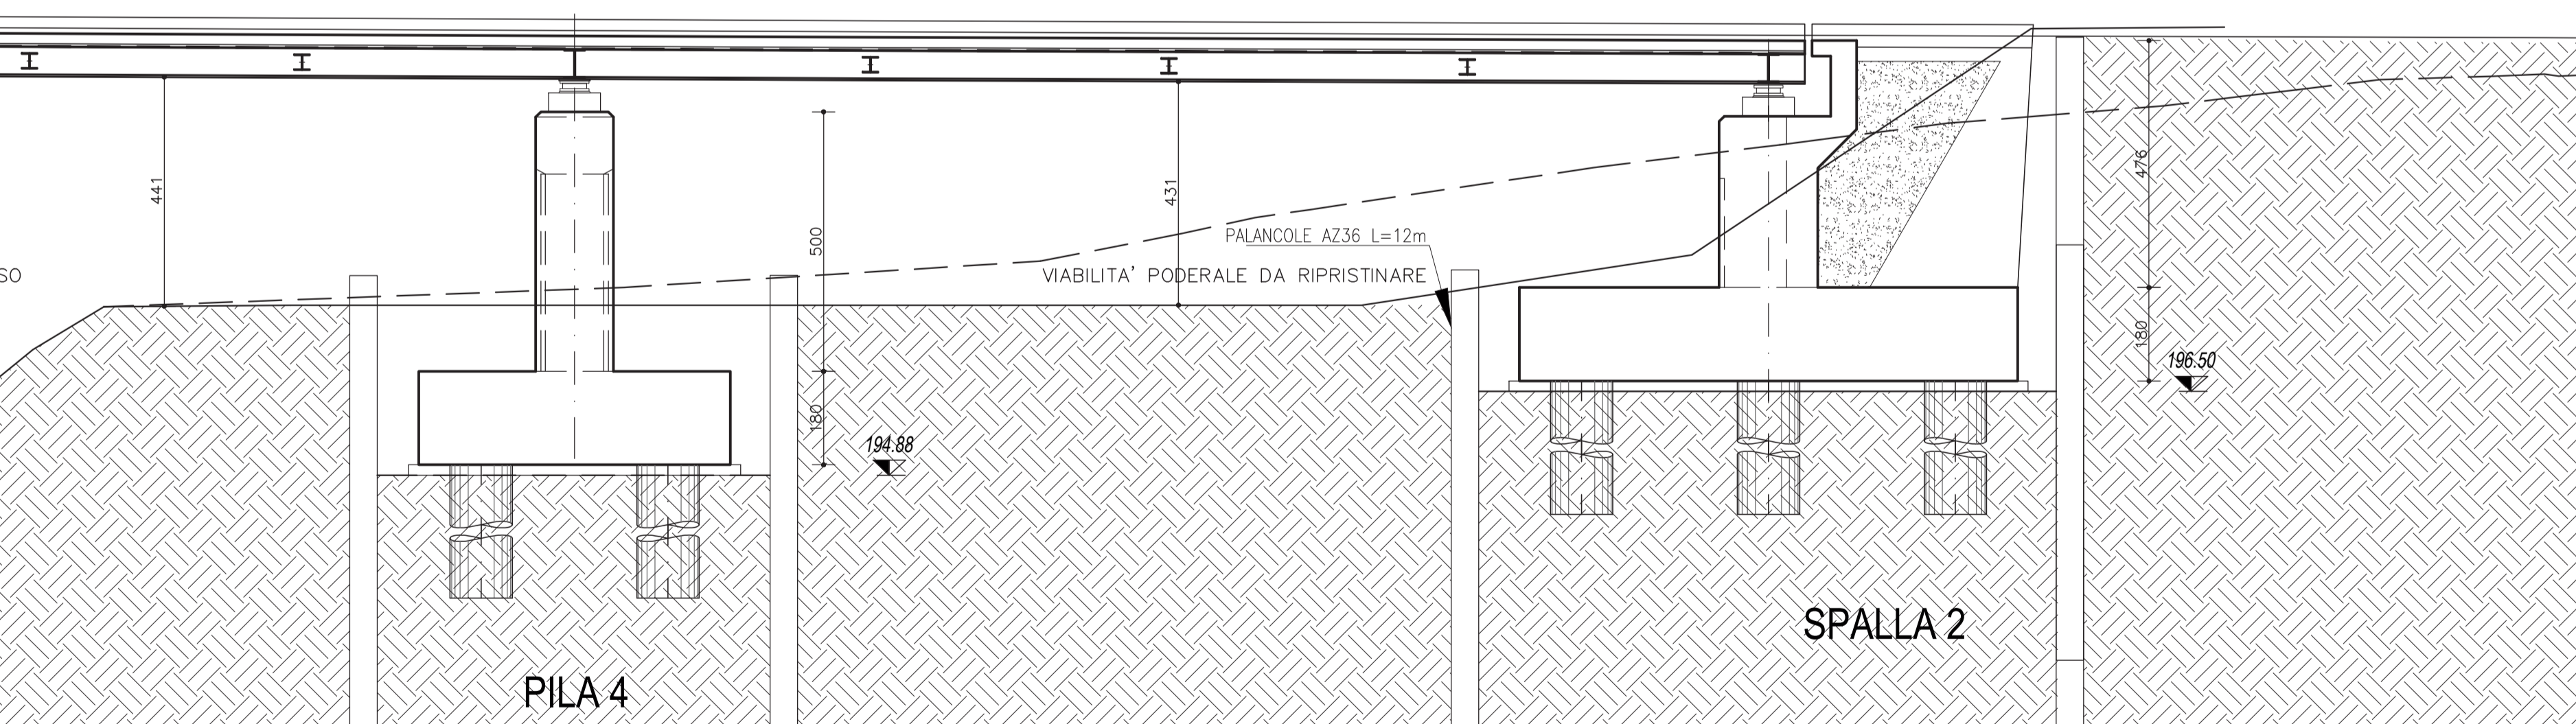 441
SO
500
180
194.88
431
PALANCOLE AZ36 L=12m
VIABILITA' PODERALE DA RIPRISTINARE
476
180
196.50
SPALLA 2
PILA 4